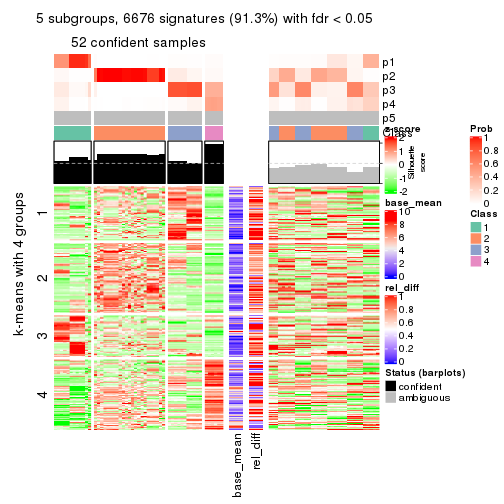 5 subgroups, 6676 signatures (91.3%) with fdr < 0.05
52 confident samples
p1
p2
p3
p4
p5
Class
z-score
2
1
0
-1
-2
Silhouette
score
base_mean
10
8
6
4
2
0
rel_diff
1
0.8
0.6
0.4
0.2
0
Status (barplots)
confident
ambiguous
Prob
1
0.8
0.6
0.4
0.2
0
Class
1
2
3
4
k-means with 4 groups
1
2
3
4
base_mean
rel_diff